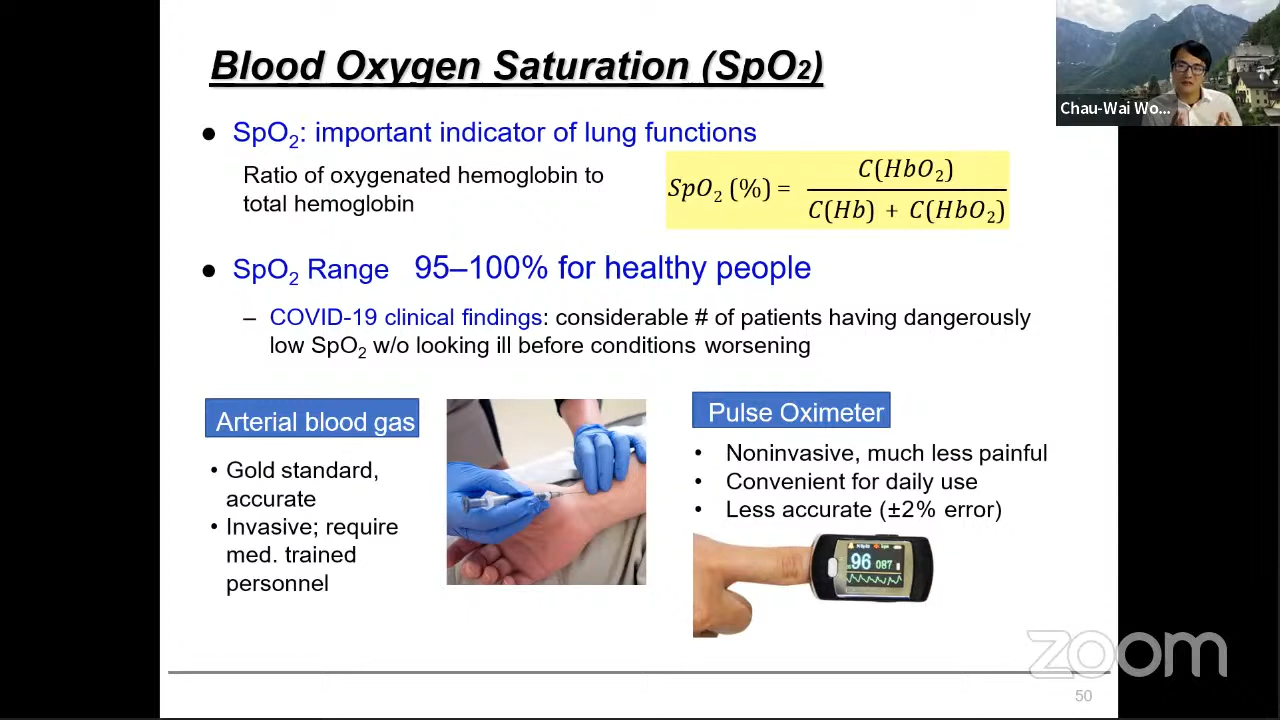 Blood Oxygen Saturation (SpO2)
Chau-Wai Wo...
● SpO2: important indicator of lung functions
Ratio of oxygenated hemoglobin to
total hemoglobin
SpO2 (%) = C(HbO2) / C(Hb) + C(HbO2)
● SpO2 Range 95–100% for healthy people
– COVID-19 clinical findings: considerable # of patients having dangerously
low SpO2 w/o looking ill before conditions worsening
Arterial blood gas
• Gold standard,
accurate
• Invasive; require
med. trained
personnel
Pulse Oximeter
• Noninvasive, much less painful
• Convenient for daily use
• Less accurate (±2% error)
96 087
zoom
50